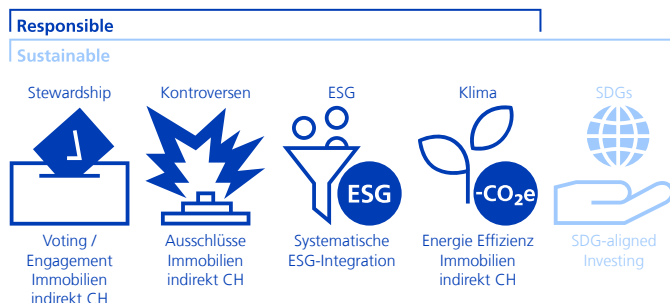 Responsible
Sustainable
Stewardship
Kontroversen
ESG
Klima
SDGs
ESG
-CO₂e
Voting /
Engagement
Immobilien
indirekt CH
Ausschlüsse
Immobilien
indirekt CH
Systematische
ESG-Integration
Energie Effizienz
Immobilien
indirekt CH
SDG-aligned
Investing